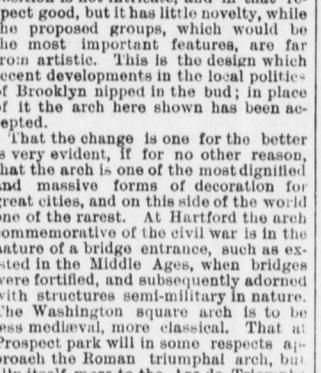 pect good, but it has little novelty, while
he proposed groups, which would be
he most important features, are far
rom artistic. This is the design which
ecent developments in the local politics
f Brooklyn nipped in the bud; in place
f it the arch here shown has been ac-
epted.
That the change is one for the better
s very evident, if for no other reason,
hat the arch is one of the most dignified
and massive forms of decoration for
great cities, and on this side of the world
one of the rarest. At Hartford the arch
commemorative of the civil war is in the
nature of a bridge entrance, such as ex-
sted in the Middle Ages, when bridges
were fortified, and subsequently adorned
with structures semi-military in nature.
The Washington square arch is to be
ess mediæval, more classical. That at
Prospect park will in some respects ap-
proach the Roman triumphal arch, but